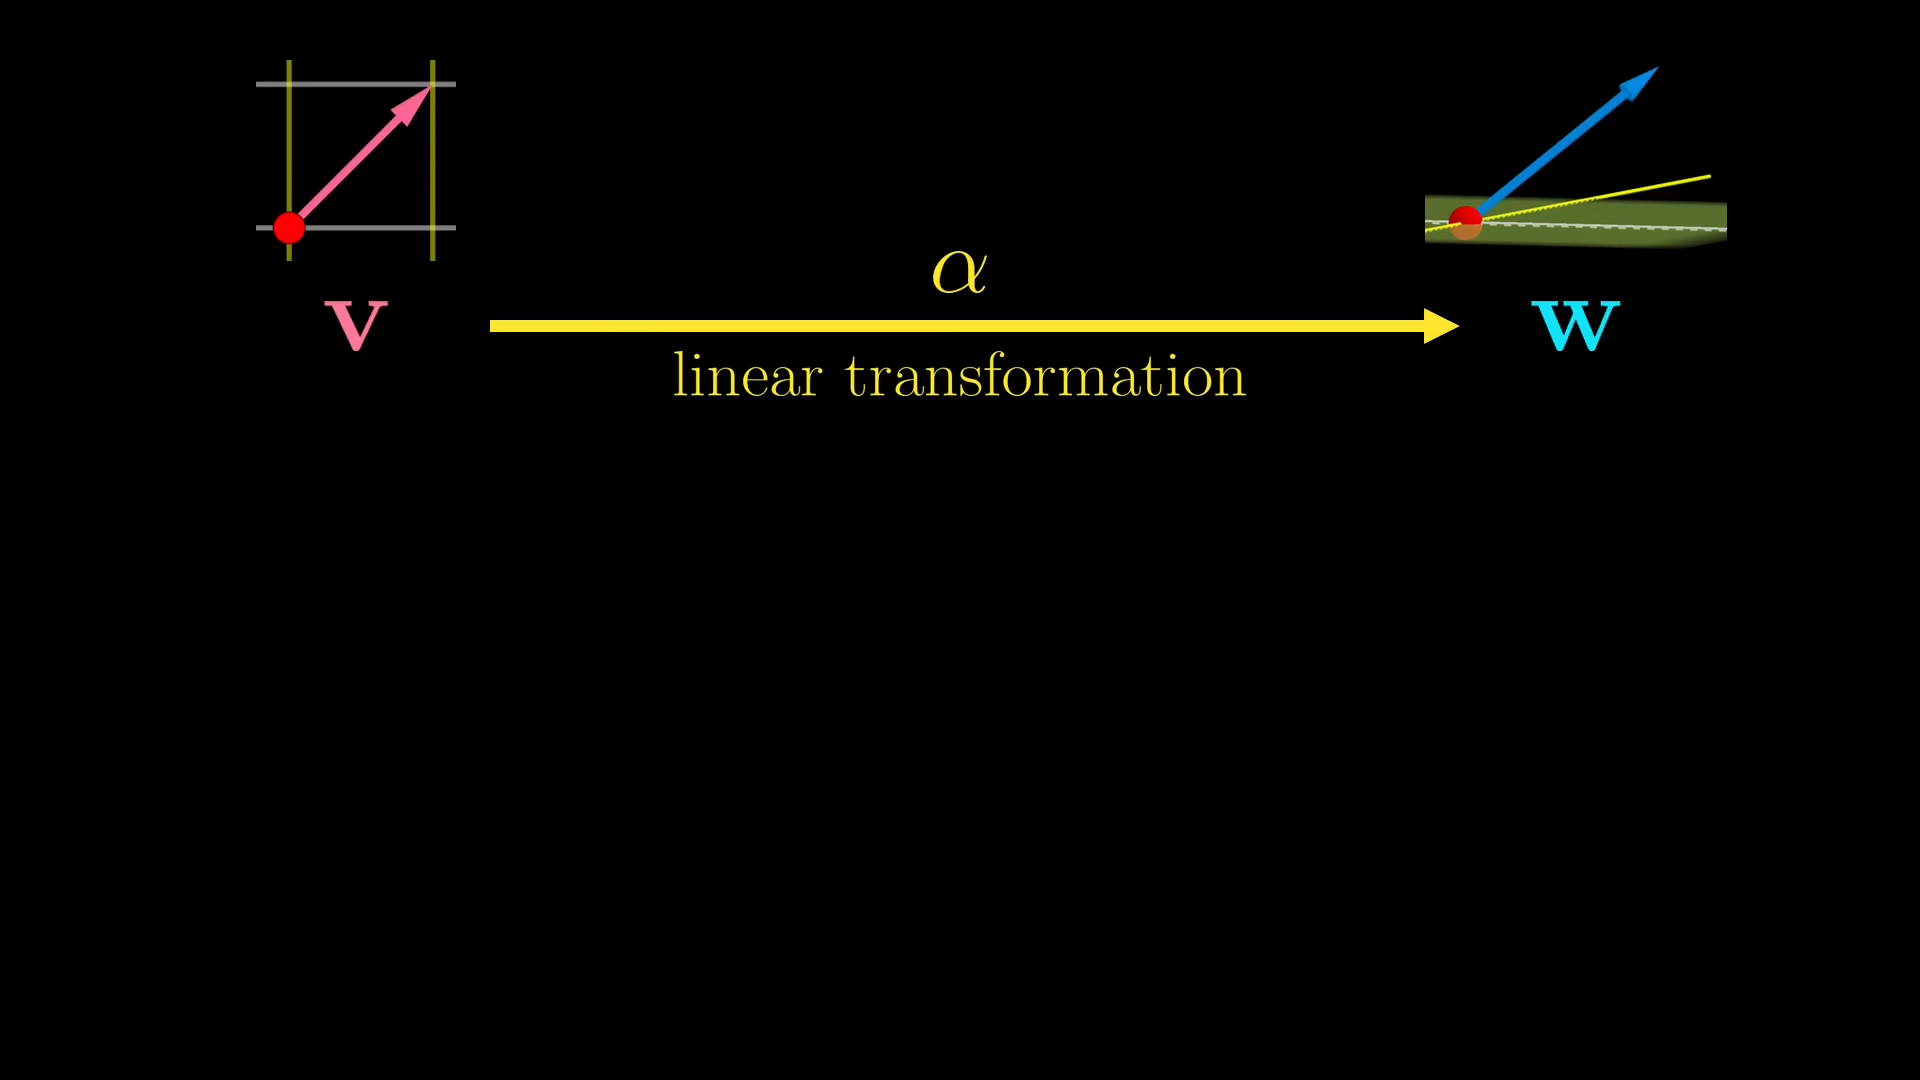 α
v
w
linear transformation